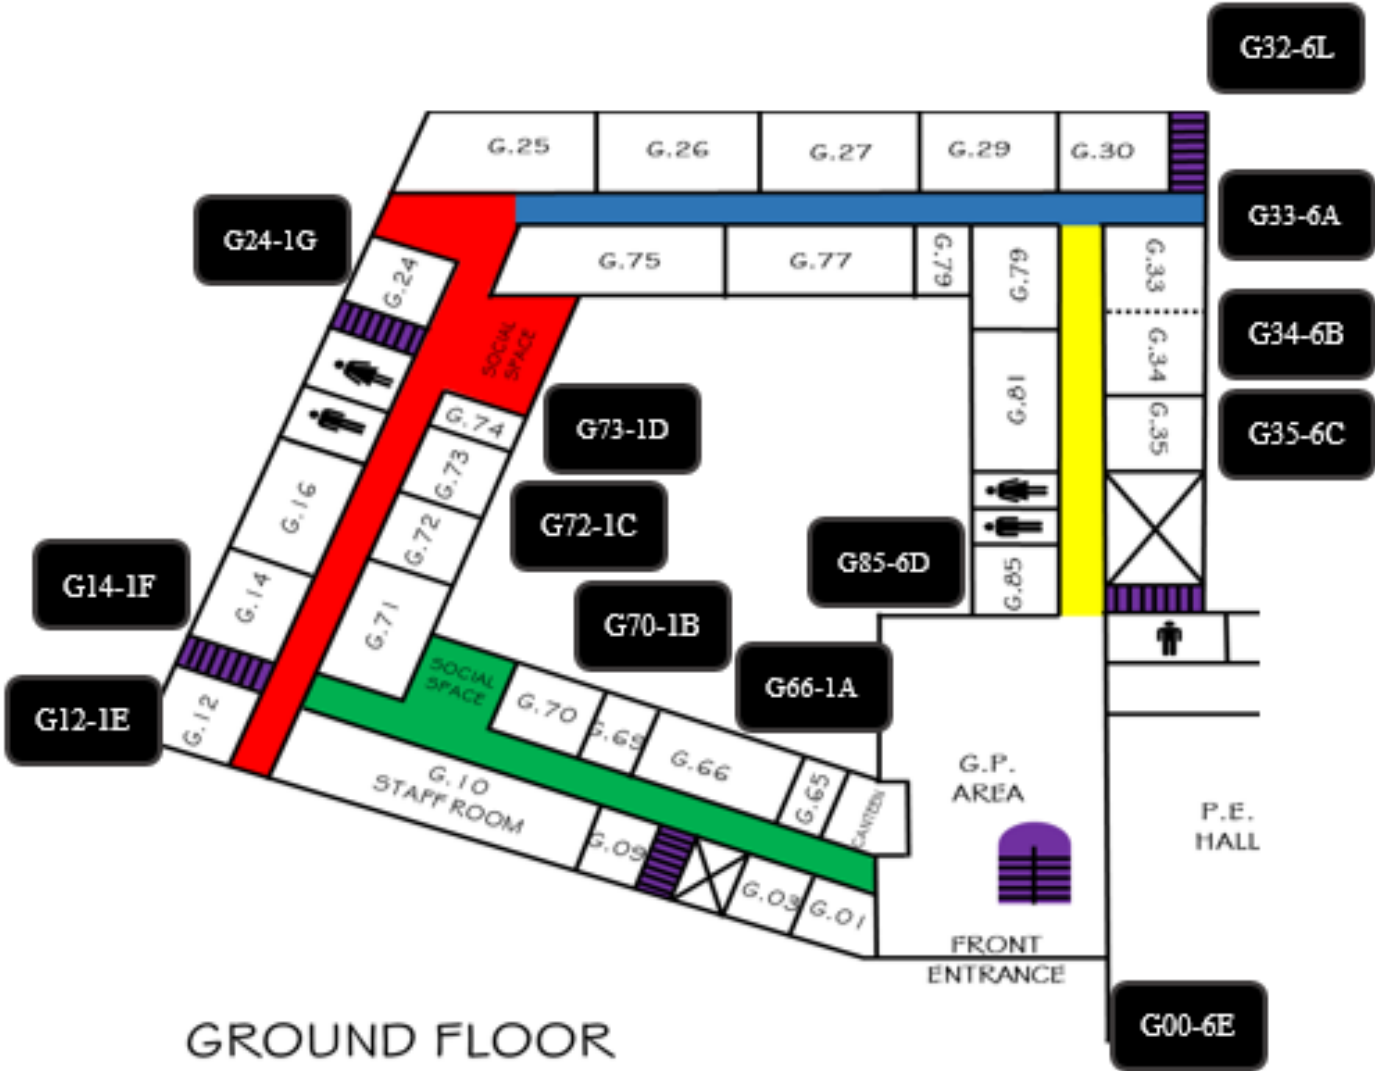 G32-6L
G.25
G.26
G.27
G.29
G.30
G33-6A
G24-1G
G.24
G.75
G.77
G.79
G.79
G.33
G34-6B
G.34
SOCIAL
SPACE
G.81
G35-6C
G.35
G73-1D
G.74
G.73
G72-1C
G.72
G.16
G85-6D
G.85
G14-1F
G.14
G.71
G70-1B
G66-1A
SOCIAL
SPACE
G12-1E
G.12
G.70
G.69
G.66
G.65
CANTEEN
G.10
STAFF ROOM
G.09
G.03
G.01
G.P.
AREA
P.E.
HALL
FRONT
ENTRANCE
G00-6E
GROUND FLOOR